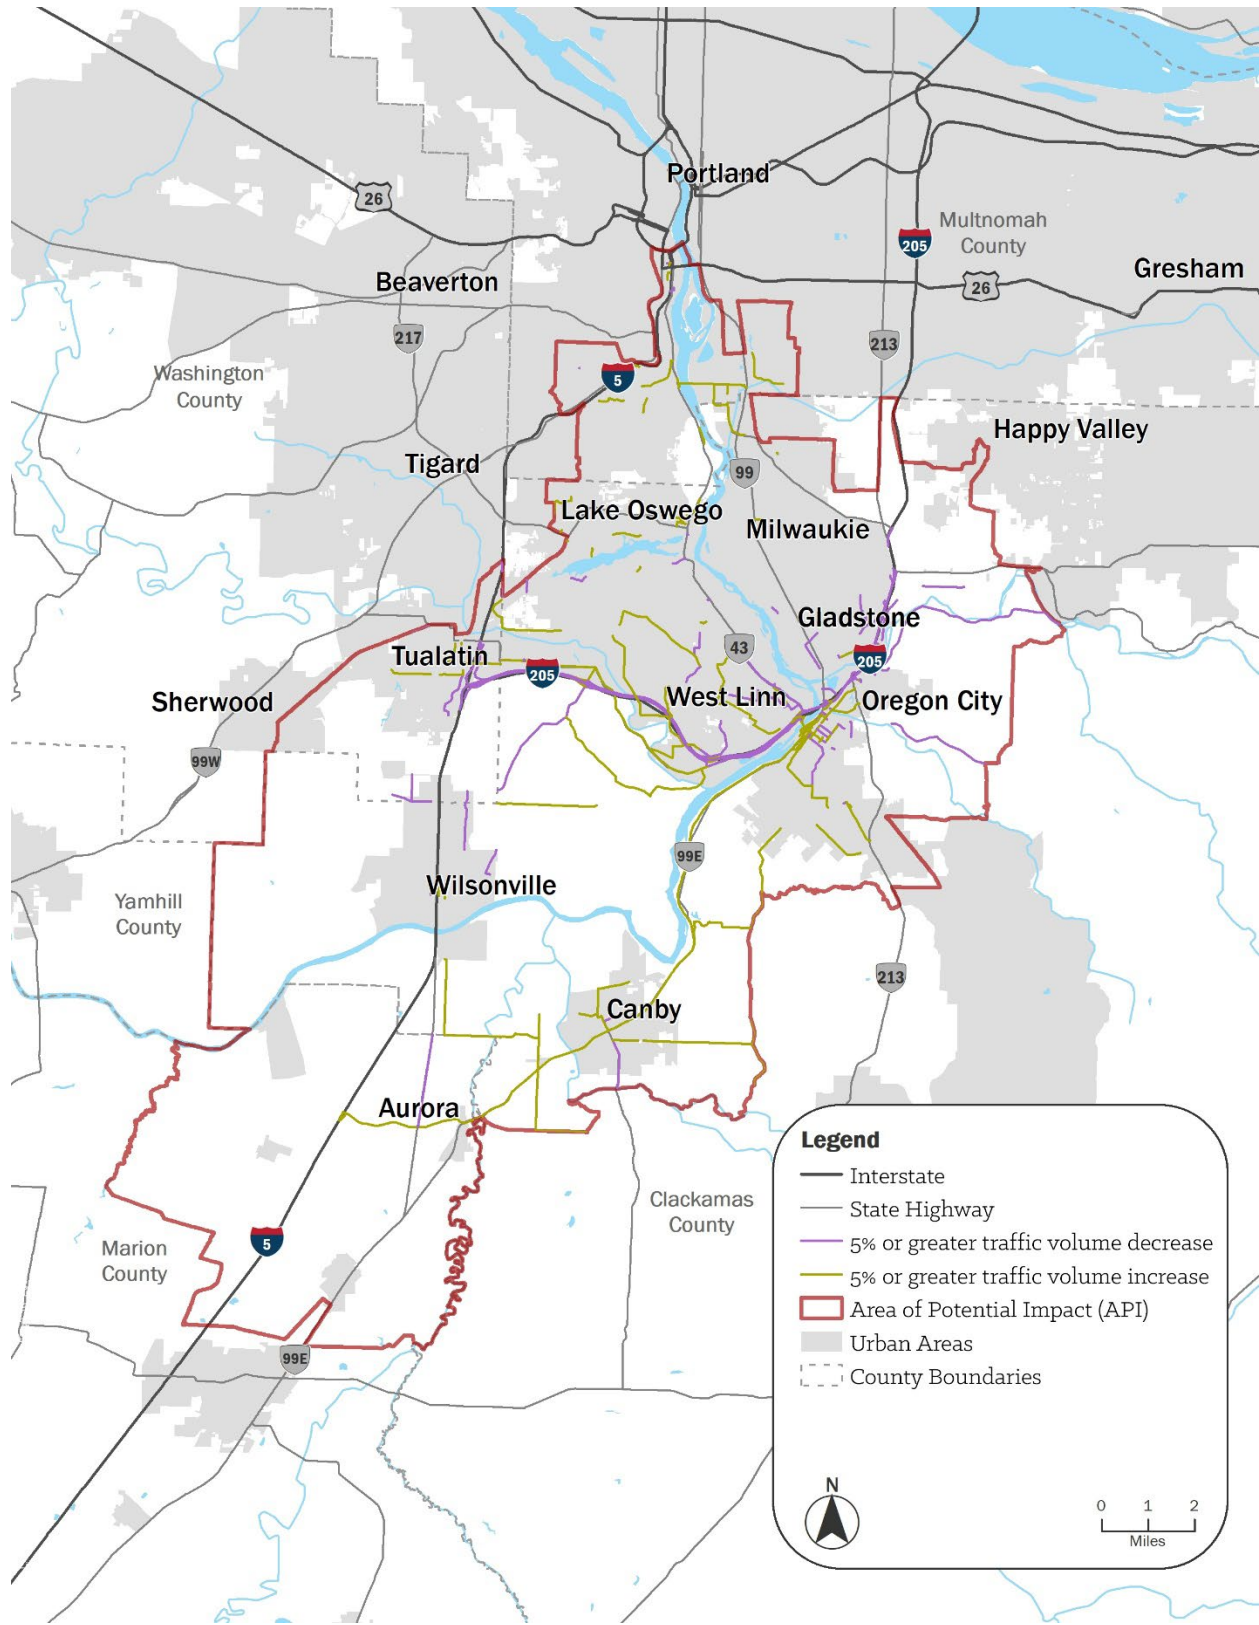 Portland
26
Multnomah
County
205
Gresham
Beaverton
26
217
213
Washington
County
5
Happy Valley
Tigard
99
Lake Oswego
Milwaukie
Gladstone
43
Tualatin
205
205
Sherwood
West Linn
Oregon City
99W
99E
Wilsonville
Yamhill
County
213
Canby
Aurora
Clackamas
County
Marion
County
5
99E
Legend
Interstate
State Highway
5% or greater traffic volume decrease
5% or greater traffic volume increase
Area of Potential Impact (API)
Urban Areas
County Boundaries
N
0 1 2
Miles